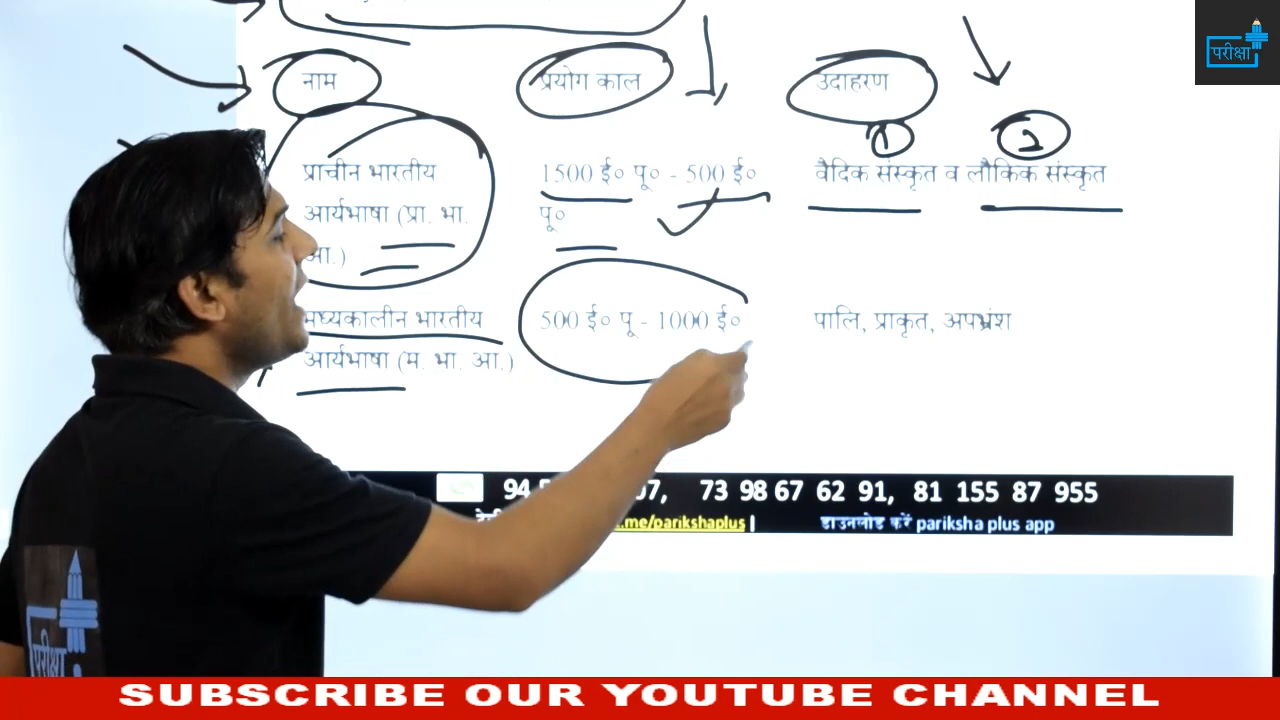 परीक्षा
नाम प्रयोग काल उदाहरण
1 2
प्राचीन भारतीय 1500 ई० पू० - 500 ई० वैदिक संस्कृत व लौकिक संस्कृत
आर्यभाषा (प्रा. भा. पू०
आ.)
मध्यकालीन भारतीय 500 ई० पू - 1000 ई० पालि, प्राकृत, अपभ्रंश
आर्यभाषा (म. भा. आ.)
94 07, 73 98 67 62 91, 81 155 87 955
.me/parikshaplus | डाउनलोड करें pariksha plus app
परीक्षा
SUBSCRIBE OUR YOUTUBE CHANNEL